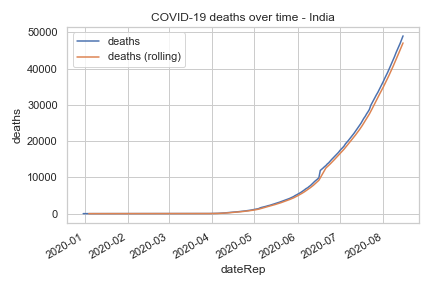 COVID-19 deaths over time - India
deaths
deaths (rolling)
50000
40000
30000
20000
10000
0
deaths
2020-01
2020-02
2020-03
2020-04
2020-05
2020-06
2020-07
2020-08
dateRep